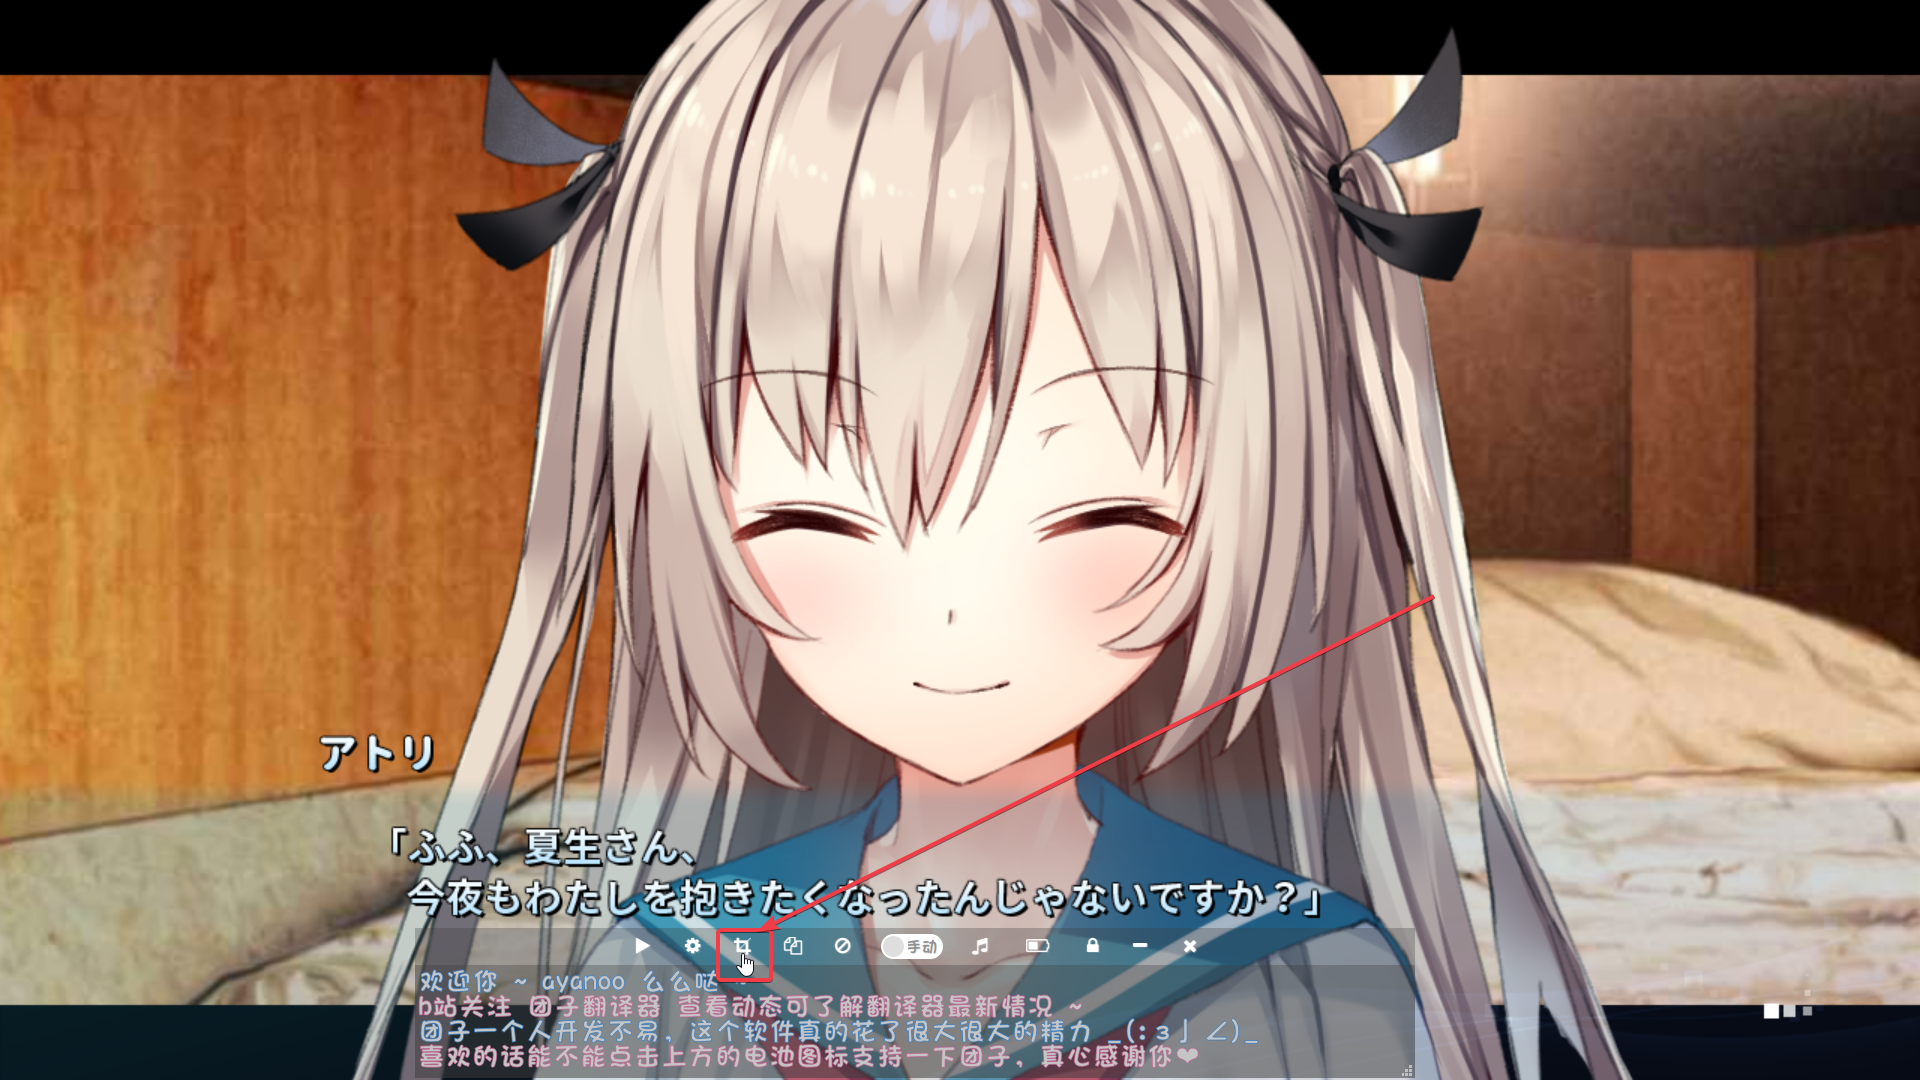 アトリ
「ふふ、夏生さん、
今夜もわたしを抱きたくなったんじゃないですか？」
手动
欢迎你 ~ ayanoo 么么哒 ~
b站关注 团子翻译器 查看动态可了解翻译器最新情况 ~
团子一个人开发不易，这个软件真的花了很大很大的精力 _(:з」∠)_
喜欢的话能不能点击上方的电池图标支持一下团子，真心感谢你❤